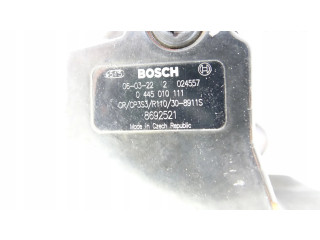 BOSCH
06-03-22 2 024557
0 445 010 111
CR/CP3S3/R110/30-8911S
8692521
Made in Czech Republic